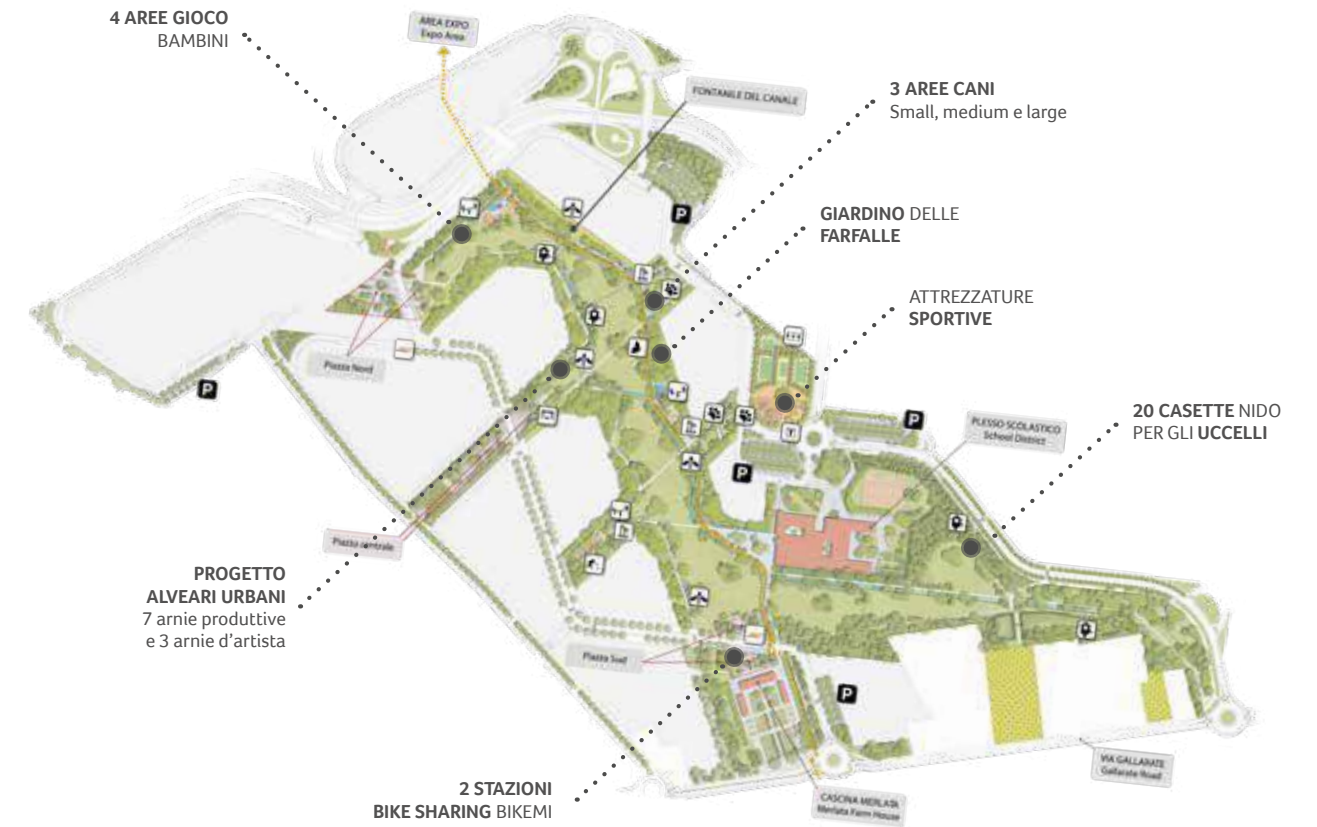 4 AREE GIOCO
BAMBINI
AREA EXPO
Expo Area
FONTANILE DEL CANALE
3 AREE CANI
Small, medium e large
GIARDINO DELLE
FARFALLE
ATTREZZATURE
SPORTIVE
P
Piazza Nord
P
P
PLESSO SCOLASTICO
School District
20 CASETTE NIDO
PER GLI UCCELLI
P
Piazza centrale
PROGETTO
ALVEARI URBANI
7 arnie produttive
e 3 arnie d'artista
Piazza Sud
P
VIA GALLARATE
Gallarate Road
2 STAZIONI
BIKE SHARING BIKEMI
CASCINA MERLATA
Merlata Farm House